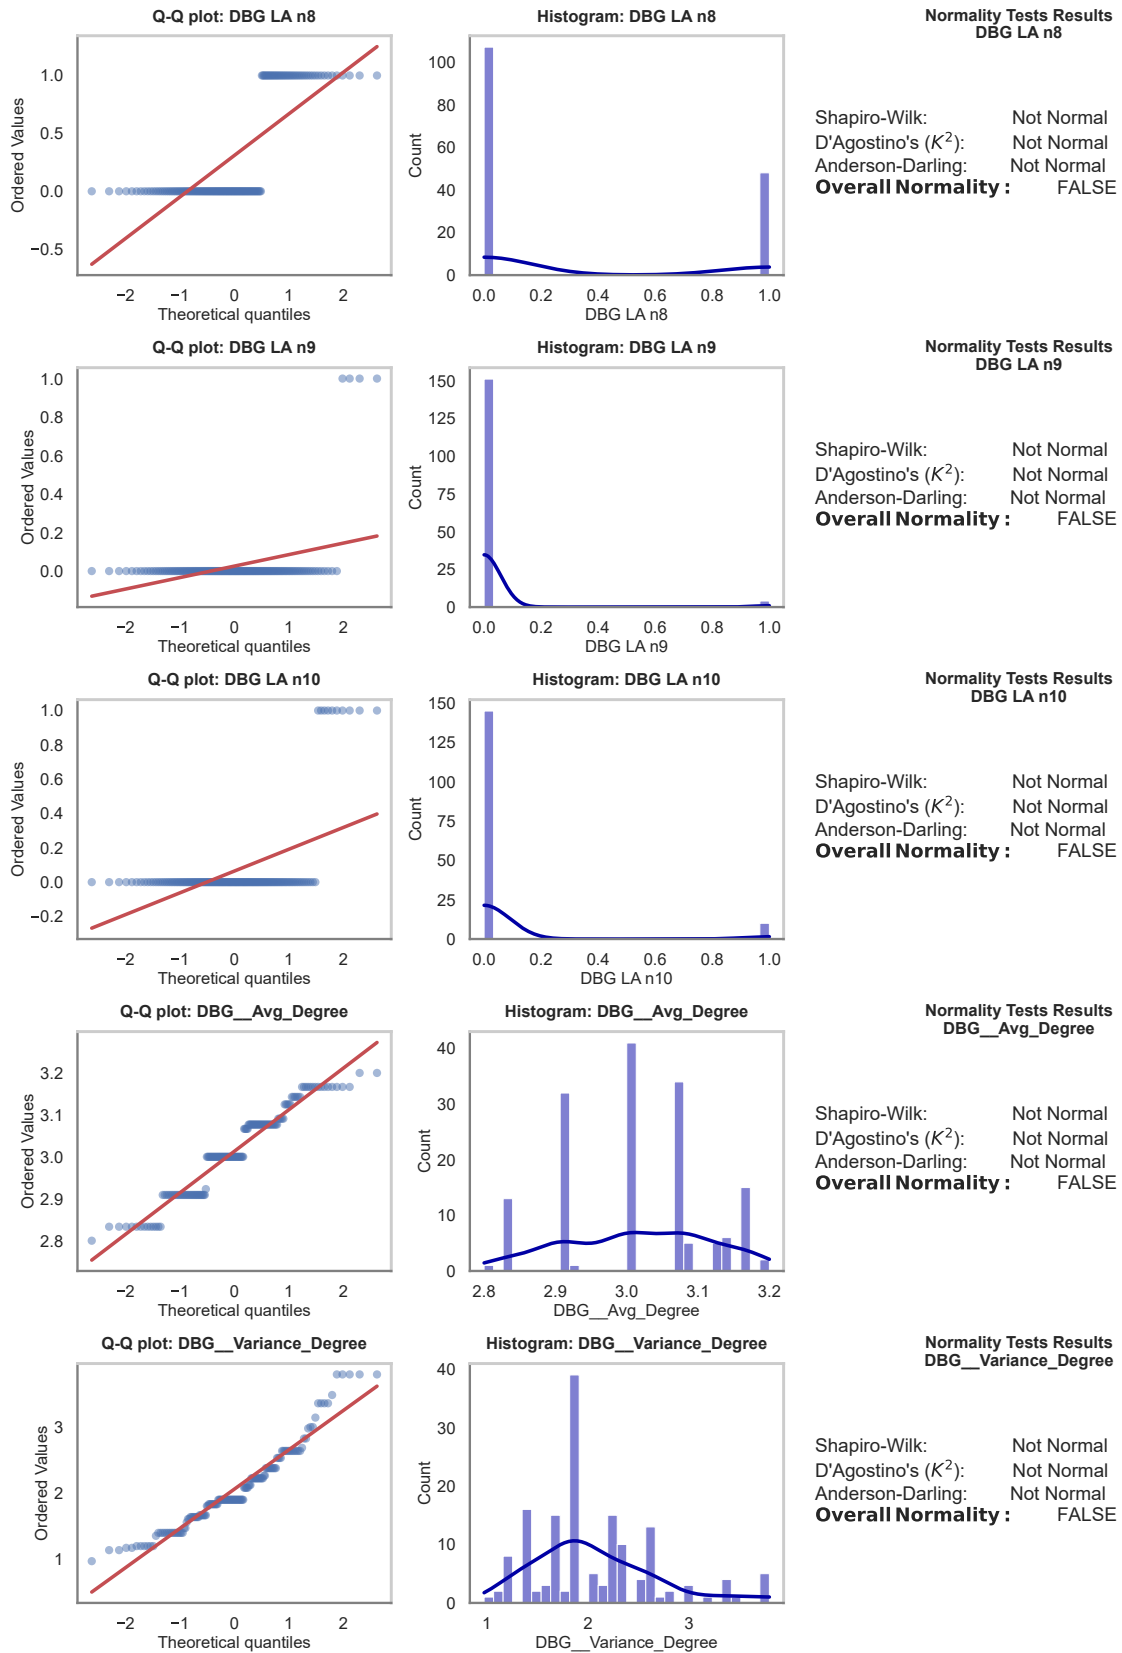 Q-Q plot: DBG LA n8
Histogram: DBG LA n8
Normality Tests Results
DBG LA n8
Ordered Values
1.0
0.5
0.0
−0.5
−2 −1 0 1 2
Theoretical quantiles
Count
100
80
60
40
20
0
0.0 0.2 0.4 0.6 0.8 1.0
DBG LA n8
Shapiro-Wilk: Not Normal
D'Agostino's (K²): Not Normal
Anderson-Darling: Not Normal
Overall Normality: FALSE
Q-Q plot: DBG LA n9
Histogram: DBG LA n9
Normality Tests Results
DBG LA n9
Ordered Values
1.0
0.8
0.6
0.4
0.2
0.0
−2 −1 0 1 2
Theoretical quantiles
Count
150
125
100
75
50
25
0
0.0 0.2 0.4 0.6 0.8 1.0
DBG LA n9
Shapiro-Wilk: Not Normal
D'Agostino's (K²): Not Normal
Anderson-Darling: Not Normal
Overall Normality: FALSE
Q-Q plot: DBG LA n10
Histogram: DBG LA n10
Normality Tests Results
DBG LA n10
Ordered Values
1.0
0.8
0.6
0.4
0.2
0.0
−0.2
−2 −1 0 1 2
Theoretical quantiles
Count
150
125
100
75
50
25
0
0.0 0.2 0.4 0.6 0.8 1.0
DBG LA n10
Shapiro-Wilk: Not Normal
D'Agostino's (K²): Not Normal
Anderson-Darling: Not Normal
Overall Normality: FALSE
Q-Q plot: DBG__Avg_Degree
Histogram: DBG__Avg_Degree
Normality Tests Results
DBG__Avg_Degree
Ordered Values
3.2
3.1
3.0
2.9
2.8
−2 −1 0 1 2
Theoretical quantiles
Count
40
30
20
10
0
2.8 2.9 3.0 3.1 3.2
DBG__Avg_Degree
Shapiro-Wilk: Not Normal
D'Agostino's (K²): Not Normal
Anderson-Darling: Not Normal
Overall Normality: FALSE
Q-Q plot: DBG__Variance_Degree
Histogram: DBG__Variance_Degree
Normality Tests Results
DBG__Variance_Degree
Ordered Values
3
2
1
−2 −1 0 1 2
Theoretical quantiles
Count
40
30
20
10
0
1 2 3
DBG__Variance_Degree
Shapiro-Wilk: Not Normal
D'Agostino's (K²): Not Normal
Anderson-Darling: Not Normal
Overall Normality: FALSE